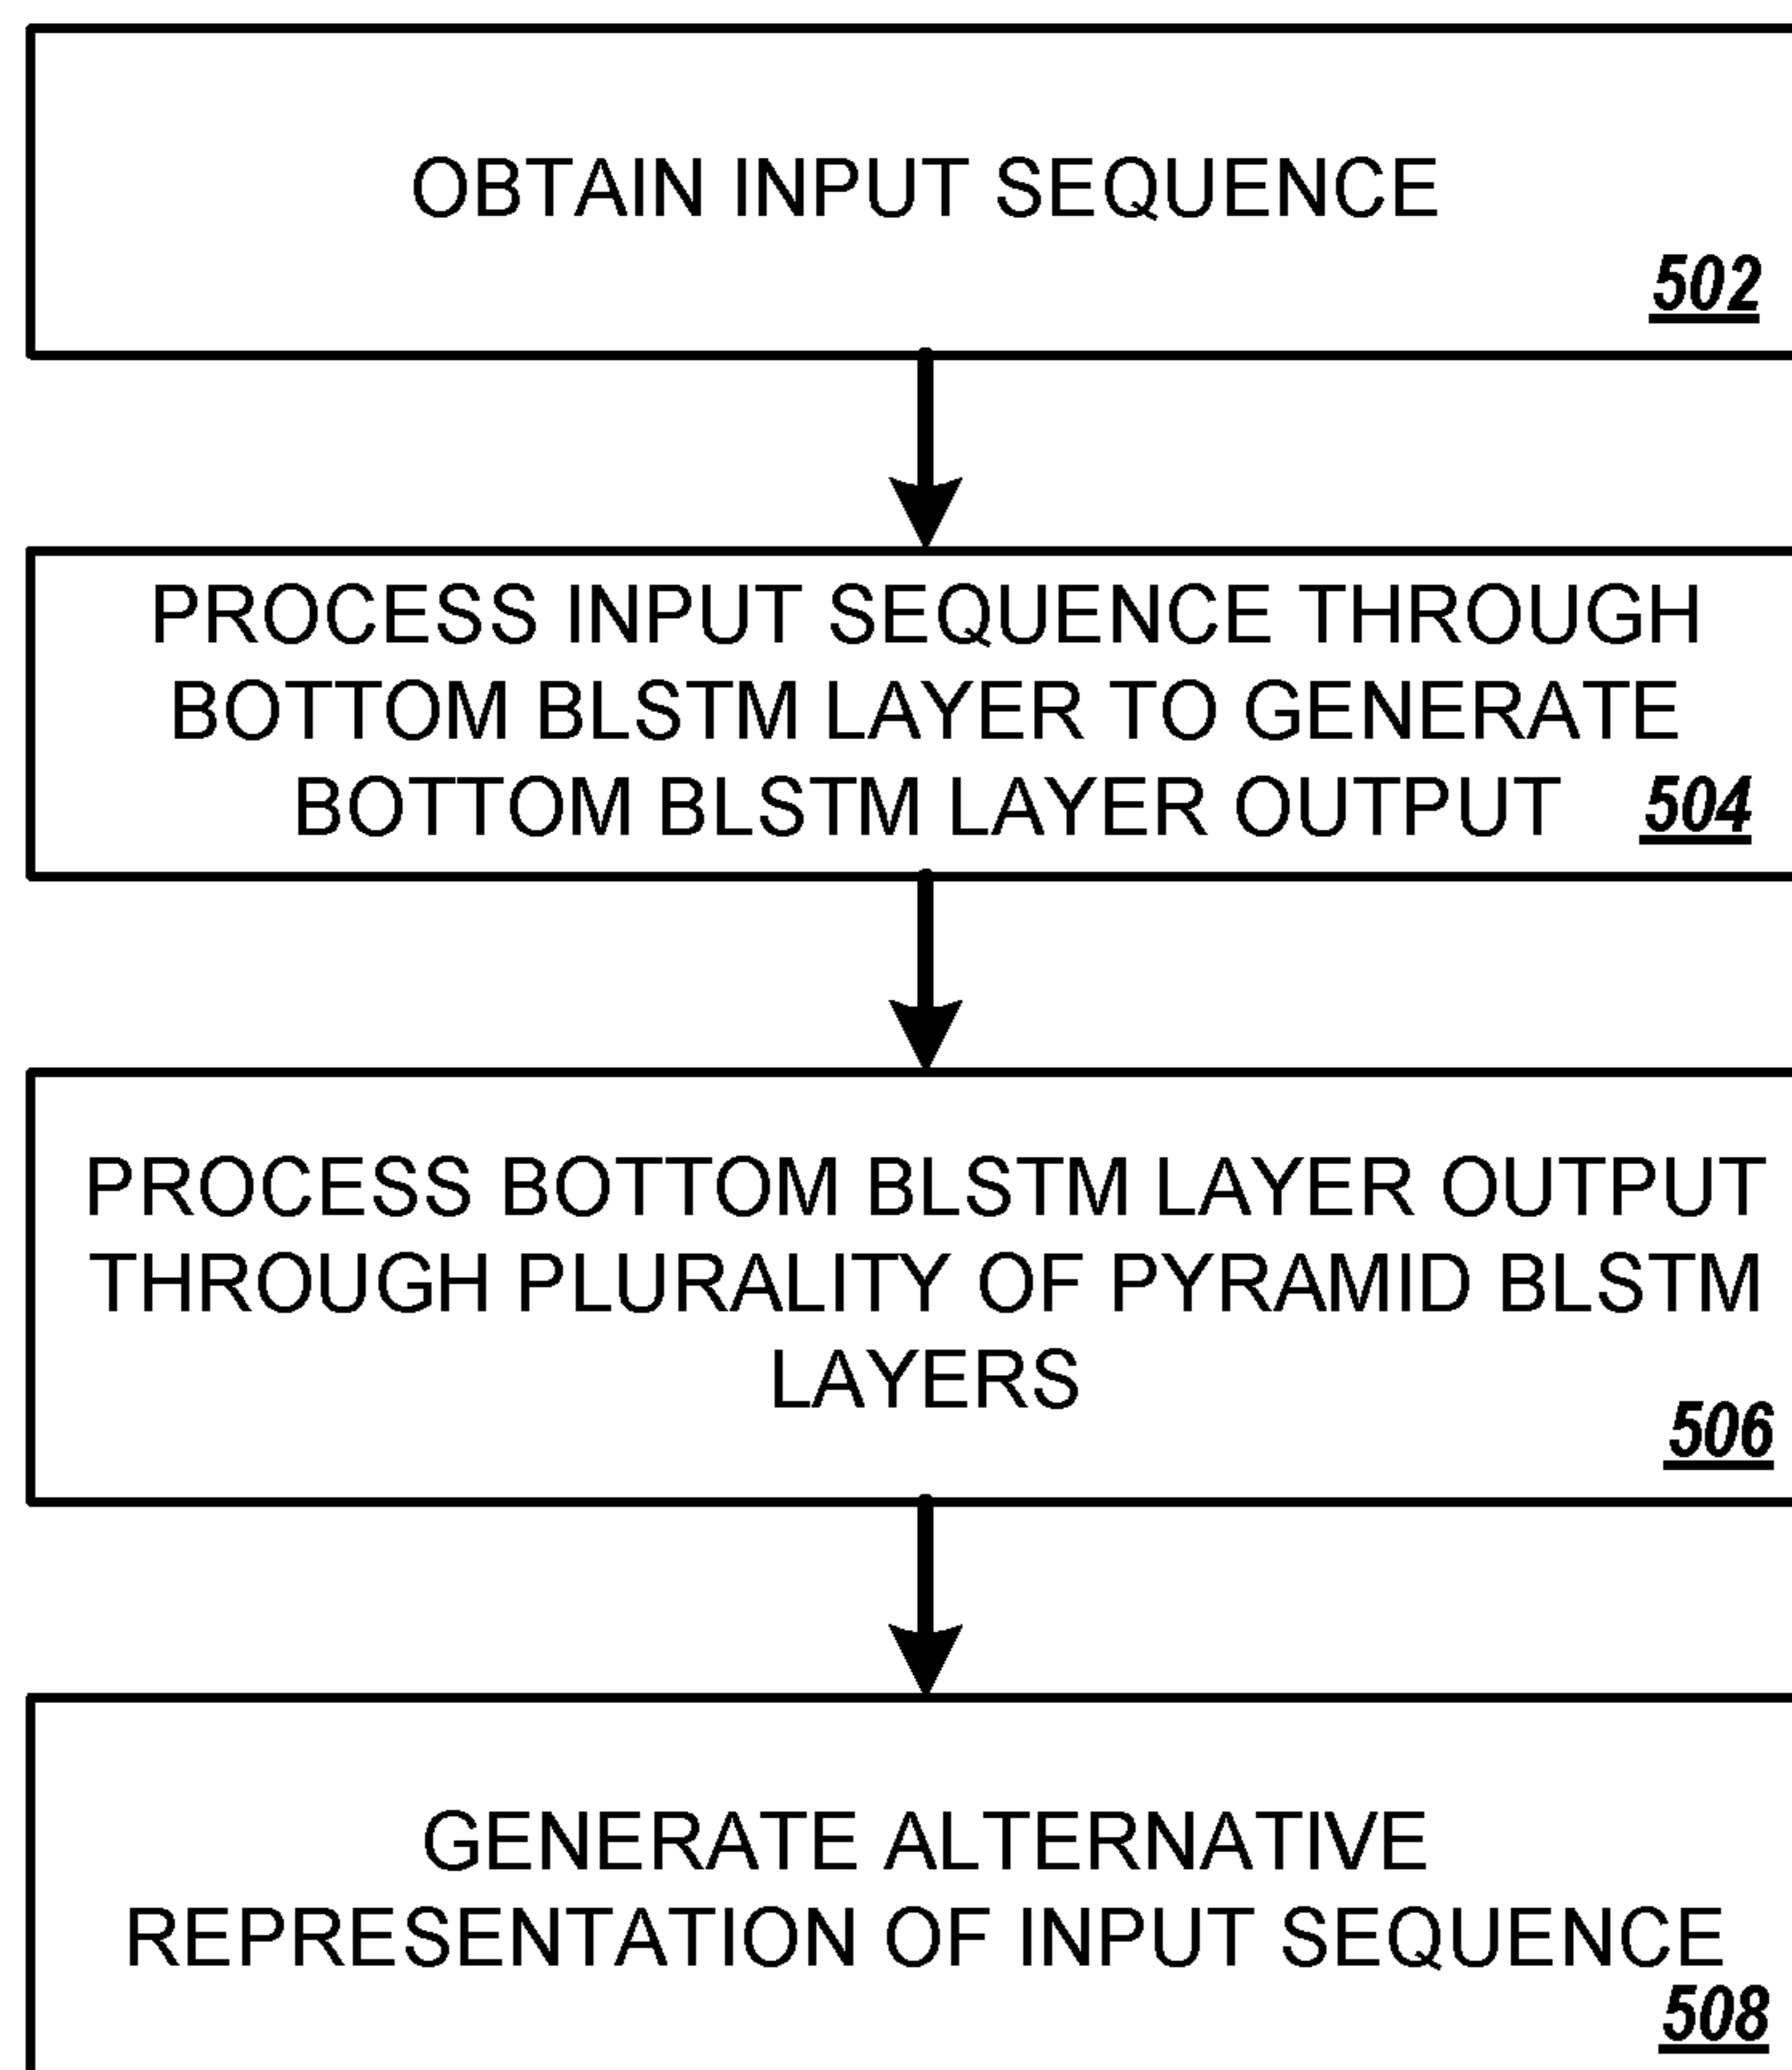 OBTAIN INPUT SEQUENCE
502
PROCESS INPUT SEQUENCE THROUGH
BOTTOM BLSTM LAYER TO GENERATE
BOTTOM BLSTM LAYER OUTPUT 504
PROCESS BOTTOM BLSTM LAYER OUTPUT
THROUGH PLURALITY OF PYRAMID BLSTM
LAYERS
506
GENERATE ALTERNATIVE
REPRESENTATION OF INPUT SEQUENCE
508